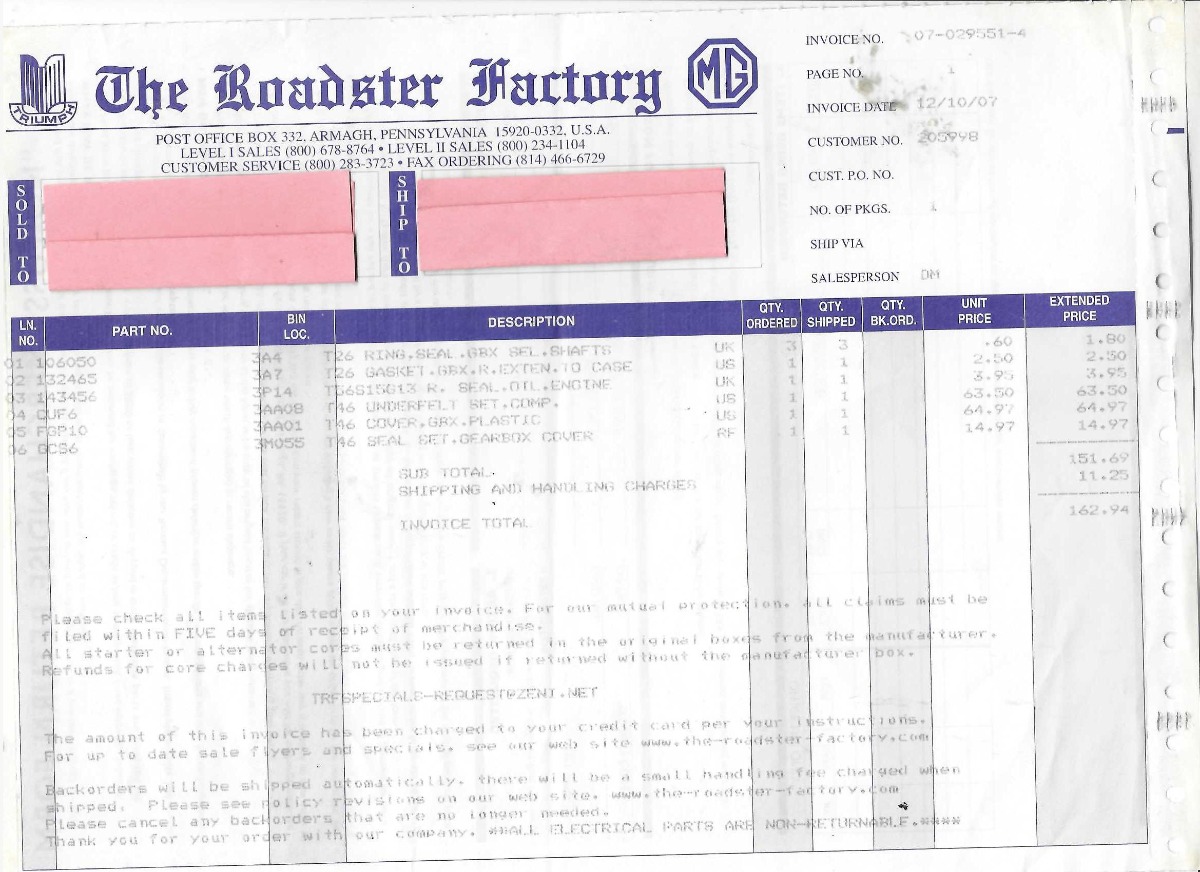 TRIUMPH
The Roadster Factory
MG
POST OFFICE BOX 332, ARMAGH, PENNSYLVANIA 15920-0332, U.S.A.
LEVEL I SALES (800) 678-8764 • LEVEL II SALES (800) 234-1104
CUSTOMER SERVICE (800) 283-3723 • FAX ORDERING (814) 466-6729
INVOICE NO. 07-029551-4
PAGE NO. 1
INVOICE DATE 12/10/07
CUSTOMER NO. 205998
CUST. P.O. NO.
NO. OF PKGS. 1
SHIP VIA
SALESPERSON DM
SOLD TO
SHIP TO
LN. NO. PART NO. BIN LOC. DESCRIPTION QTY. ORDERED QTY. SHIPPED QTY. BK.ORD. UNIT PRICE EXTENDED PRICE
01 106050 3A4 T26 RING.SEAL.GBX SEL.SHAFTS UK 3 3 .60 1.80
02 132465 3A7 T26 GASKET.GBX.R.EXTEN.TO CASE US 1 1 2.50 2.50
03 143456 3P14 T56S15G13 R. SEAL.OIL.ENGINE UK 1 1 3.95 3.95
04 CUF6 3AA08 T46 UNDERFELT SET.COMP. US 1 1 63.50 63.50
05 FGP10 3AA01 T46 COVER.GBX.PLASTIC US 1 1 64.97 64.97
06 GCS6 3M055 T46 SEAL SET.GEARBOX COVER RF 1 1 14.97 14.97
SUB TOTAL. 151.69
SHIPPING AND HANDLING CHARGES 11.25
INVOICE TOTAL 162.94
Please check all items listed on your invoice. For our mutual protection, all claims must be
filed within FIVE days of receipt of merchandise.
All starter or alternator cores must be returned in the original boxes from the manufacturer.
Refunds for core charges will not be issued if returned without the manufacturer box.
TRFSPECIALS-REQUEST@ZENI.NET
The amount of this invoice has been charged to your credit card per your instructions.
For up to date sale flyers and specials, see our web site www.the-roadster-factory.com
Backorders will be shipped automatically, there will be a small handling fee charged when
shipped. Please see policy revisions on our web site. www.the-roadster-factory.com
Please cancel any backorders that are no longer needed.
Thank you for your order with our company. **ALL ELECTRICAL PARTS ARE NON-RETURNABLE.****